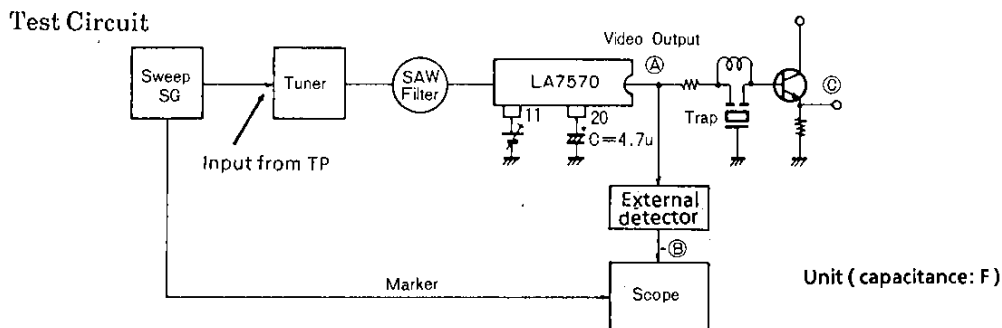 Test Circuit
Video Output
Sweep
SG
Tuner
SAW
Filter
LA7570
Ⓐ
Ⓒ
11
20
C=4.7u
Trap
Input from TP
External
detector
Ⓑ
Marker
Scope
Unit ( capacitance: F )